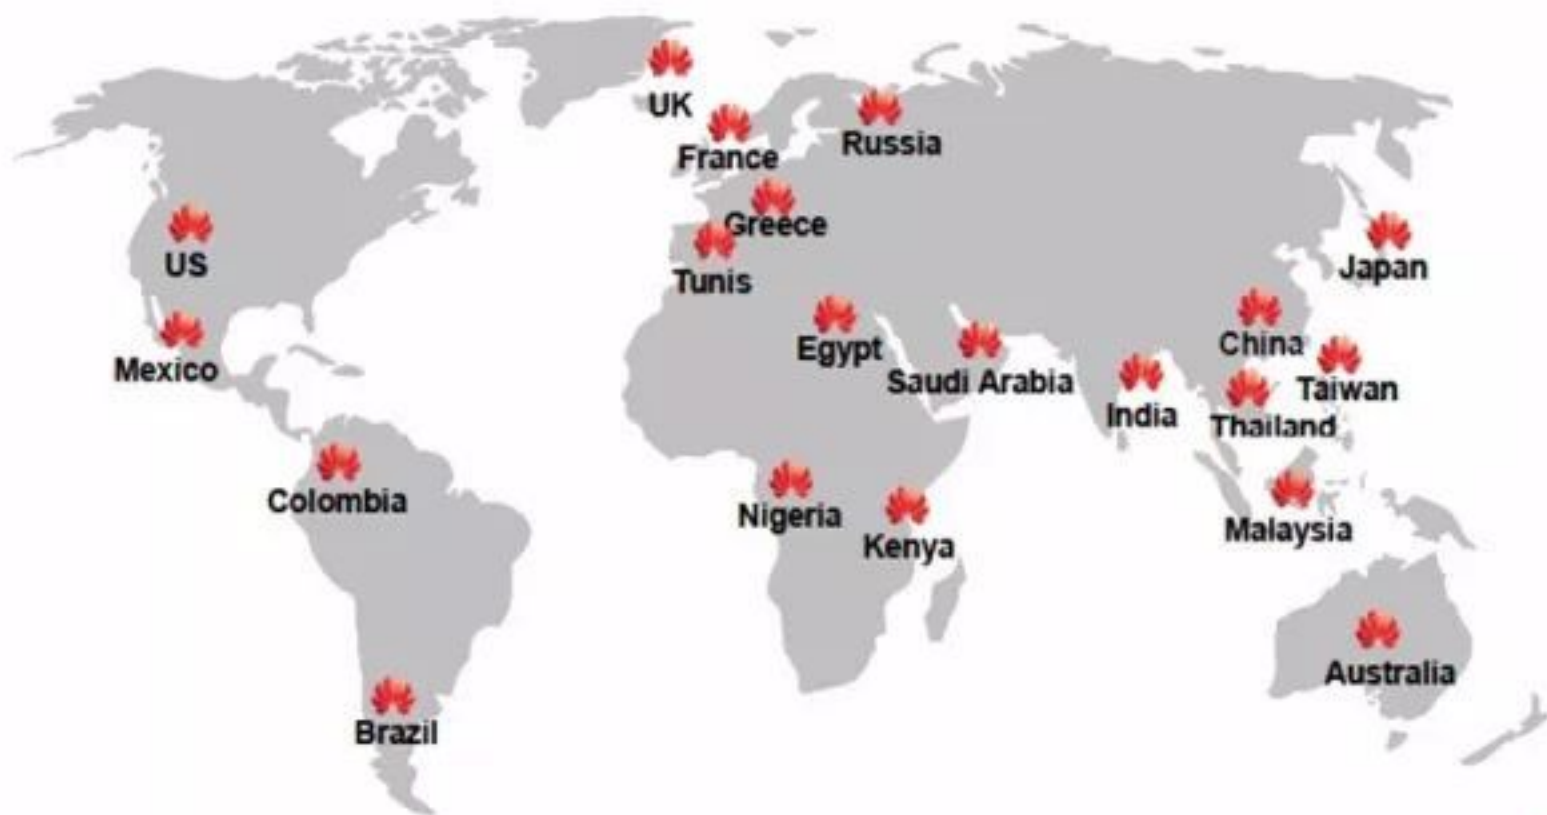 UK
France
Russia
Greece
US
Tunis
Japan
Egypt
China
Mexico
Saudi Arabia
Taiwan
India
Thailand
Colombia
Nigeria
Malaysia
Kenya
Australia
Brazil